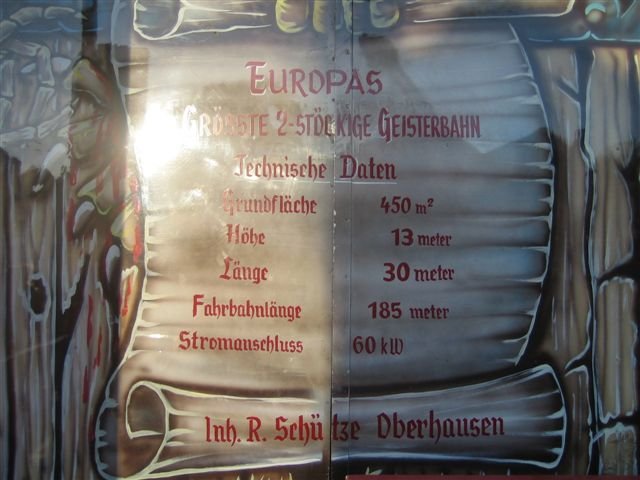 EUROPAS
GRÖSSTE 2-STÖCKIGE GEISTERBAHN
Technische Daten
Grundfläche 450 m²
Höhe 13 meter
Länge 30 meter
Fahrbahnlänge 185 meter
Stromanschluss 60 kW
Inh. R. Schütze Oberhausen